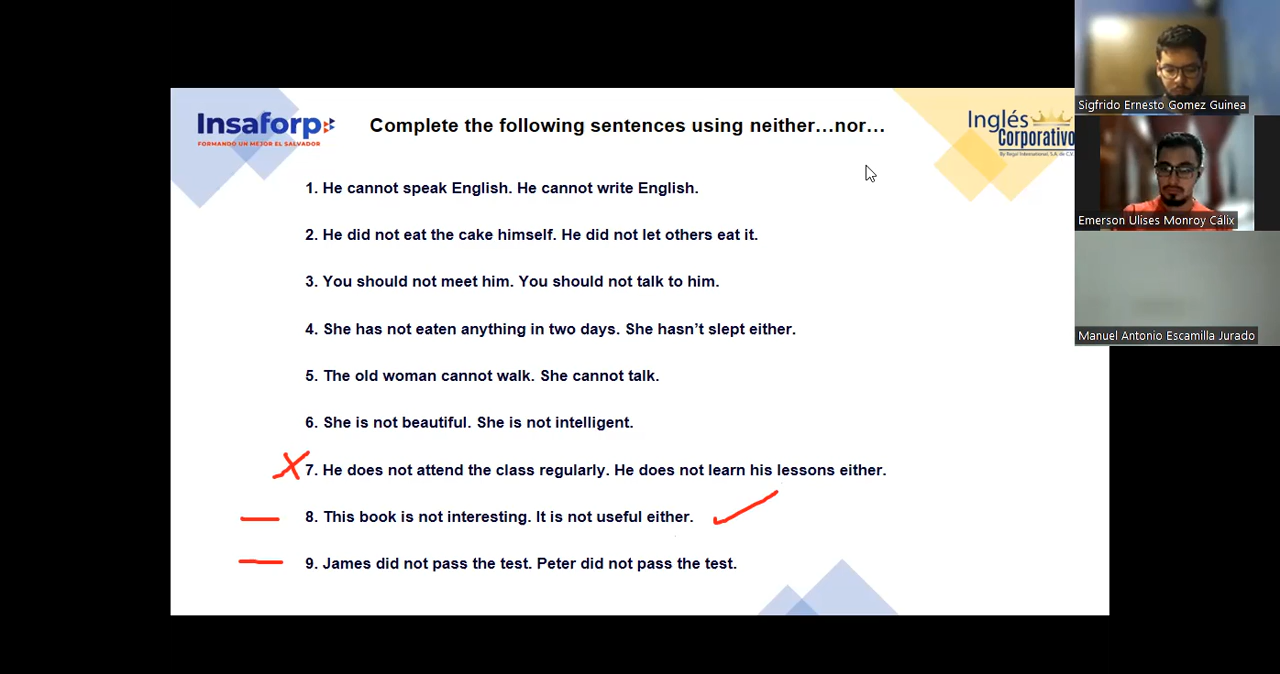 Insaforp
FORMANDO UN MEJOR EL SALVADOR
Complete the following sentences using neither…nor…
Inglés
Corporativo
By Regal International, S.A. de C.V.
1. He cannot speak English. He cannot write English.
2. He did not eat the cake himself. He did not let others eat it.
3. You should not meet him. You should not talk to him.
4. She has not eaten anything in two days. She hasn’t slept either.
5. The old woman cannot walk. She cannot talk.
6. She is not beautiful. She is not intelligent.
7. He does not attend the class regularly. He does not learn his lessons either.
8. This book is not interesting. It is not useful either.
9. James did not pass the test. Peter did not pass the test.
Sigfrido Ernesto Gomez Guinea
Emerson Ulises Monroy Cálix
Manuel Antonio Escamilla Jurado